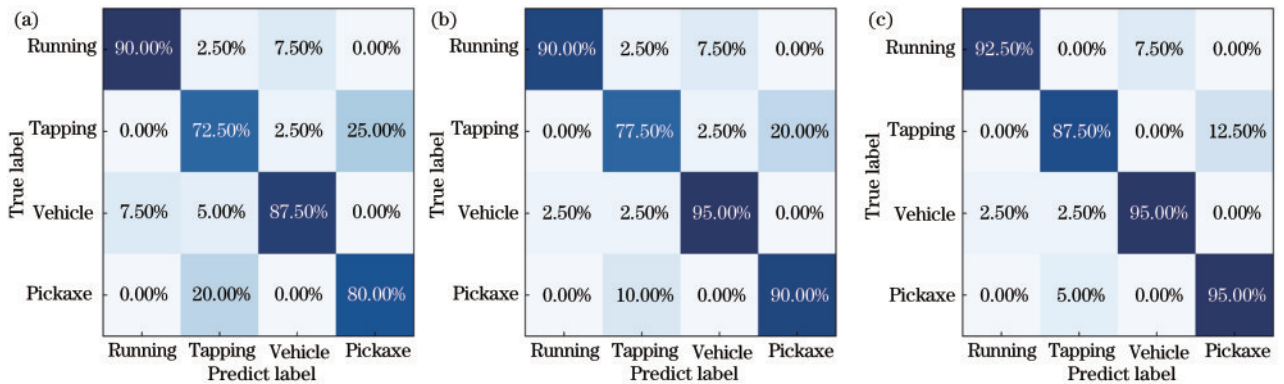 (a)
Running 90.00% 2.50% 7.50% 0.00%
Tapping 0.00% 72.50% 2.50% 25.00%
Vehicle 7.50% 5.00% 87.50% 0.00%
Pickaxe 0.00% 20.00% 0.00% 80.00%
Running Tapping Vehicle Pickaxe
Predict label
True label
(b)
Running 90.00% 2.50% 7.50% 0.00%
Tapping 0.00% 77.50% 2.50% 20.00%
Vehicle 2.50% 2.50% 95.00% 0.00%
Pickaxe 0.00% 10.00% 0.00% 90.00%
Running Tapping Vehicle Pickaxe
Predict label
True label
(c)
Running 92.50% 0.00% 7.50% 0.00%
Tapping 0.00% 87.50% 0.00% 12.50%
Vehicle 2.50% 2.50% 95.00% 0.00%
Pickaxe 0.00% 5.00% 0.00% 95.00%
Running Tapping Vehicle Pickaxe
Predict label
True label